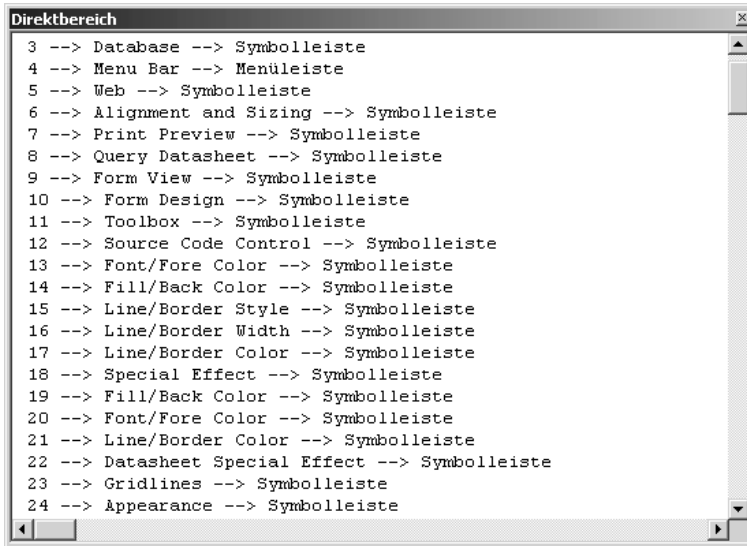 Direktbereich
3 --> Database --> Symbolleiste
4 --> Menu Bar --> Menüleiste
5 --> Web --> Symbolleiste
6 --> Alignment and Sizing --> Symbolleiste
7 --> Print Preview --> Symbolleiste
8 --> Query Datasheet --> Symbolleiste
9 --> Form View --> Symbolleiste
10 --> Form Design --> Symbolleiste
11 --> Toolbox --> Symbolleiste
12 --> Source Code Control --> Symbolleiste
13 --> Font/Fore Color --> Symbolleiste
14 --> Fill/Back Color --> Symbolleiste
15 --> Line/Border Style --> Symbolleiste
16 --> Line/Border Width --> Symbolleiste
17 --> Line/Border Color --> Symbolleiste
18 --> Special Effect --> Symbolleiste
19 --> Fill/Back Color --> Symbolleiste
20 --> Font/Fore Color --> Symbolleiste
21 --> Line/Border Color --> Symbolleiste
22 --> Datasheet Special Effect --> Symbolleiste
23 --> Gridlines --> Symbolleiste
24 --> Appearance --> Symbolleiste